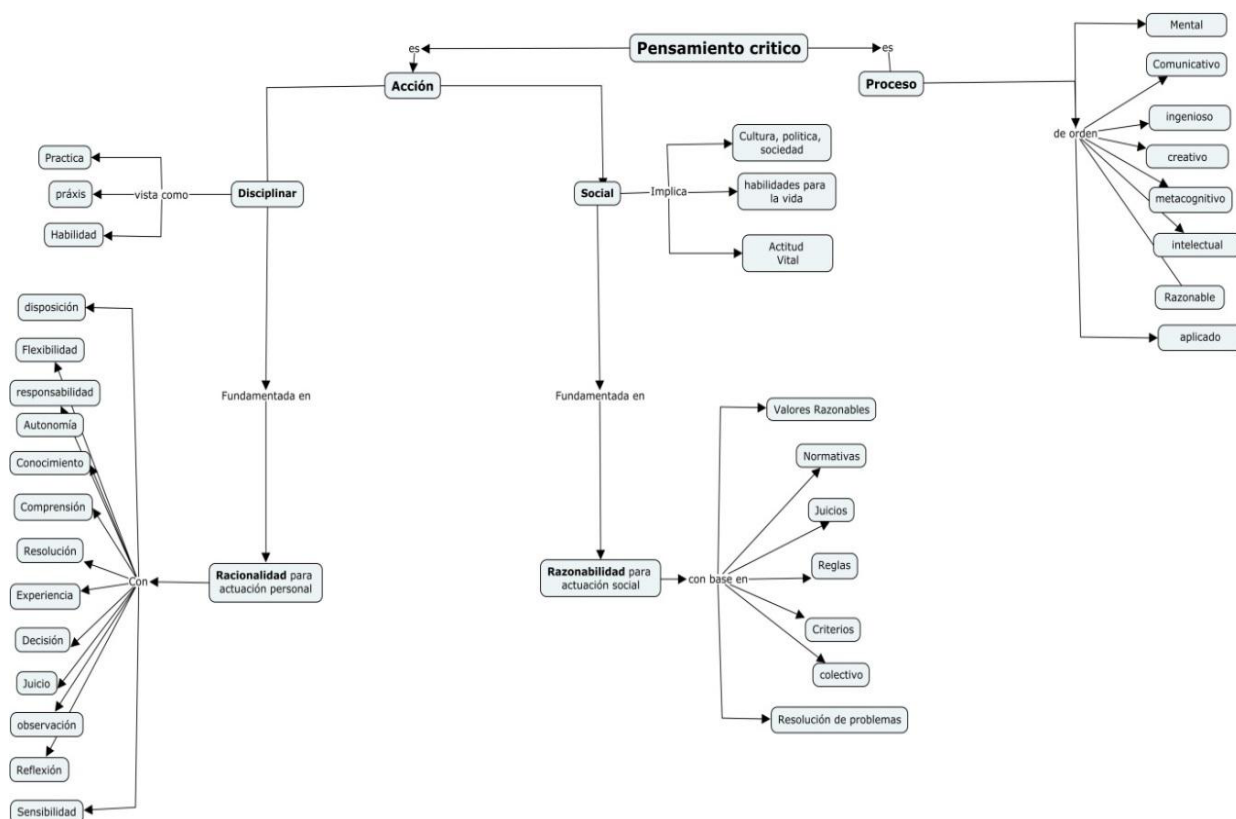 Pensamiento critico
es
es
Acción
Proceso
Mental
Comunicativo
de orden
ingenioso
creativo
metacognitivo
intelectual
Razonable
aplicado
Practica
práxis
vista como
Disciplinar
Habilidad
Social
Implica
Cultura, politica,
sociedad
habilidades para
la vida
Actitud
Vital
disposición
Flexibilidad
responsabilidad
Autonomía
Conocimiento
Comprensión
Resolución
Experiencia
Decisión
Juicio
observación
Reflexión
Sensibilidad
Con
Fundamentada en
Racionalidad para
actuación personal
Fundamentada en
Razonabilidad para
actuación social
con base en
Valores Razonables
Normativas
Juicios
Reglas
Criterios
colectivo
Resolución de problemas